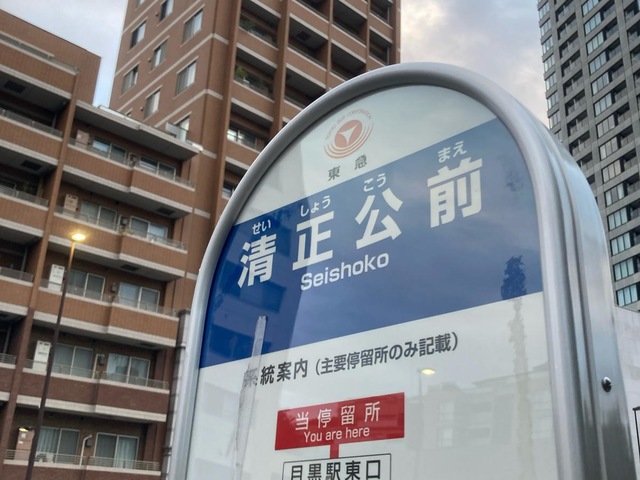 東急
せい しょう こう まえ
清正公前
Seishoko
系統案内（主要停留所のみ記載）
当停留所
You are here
目黒駅東口